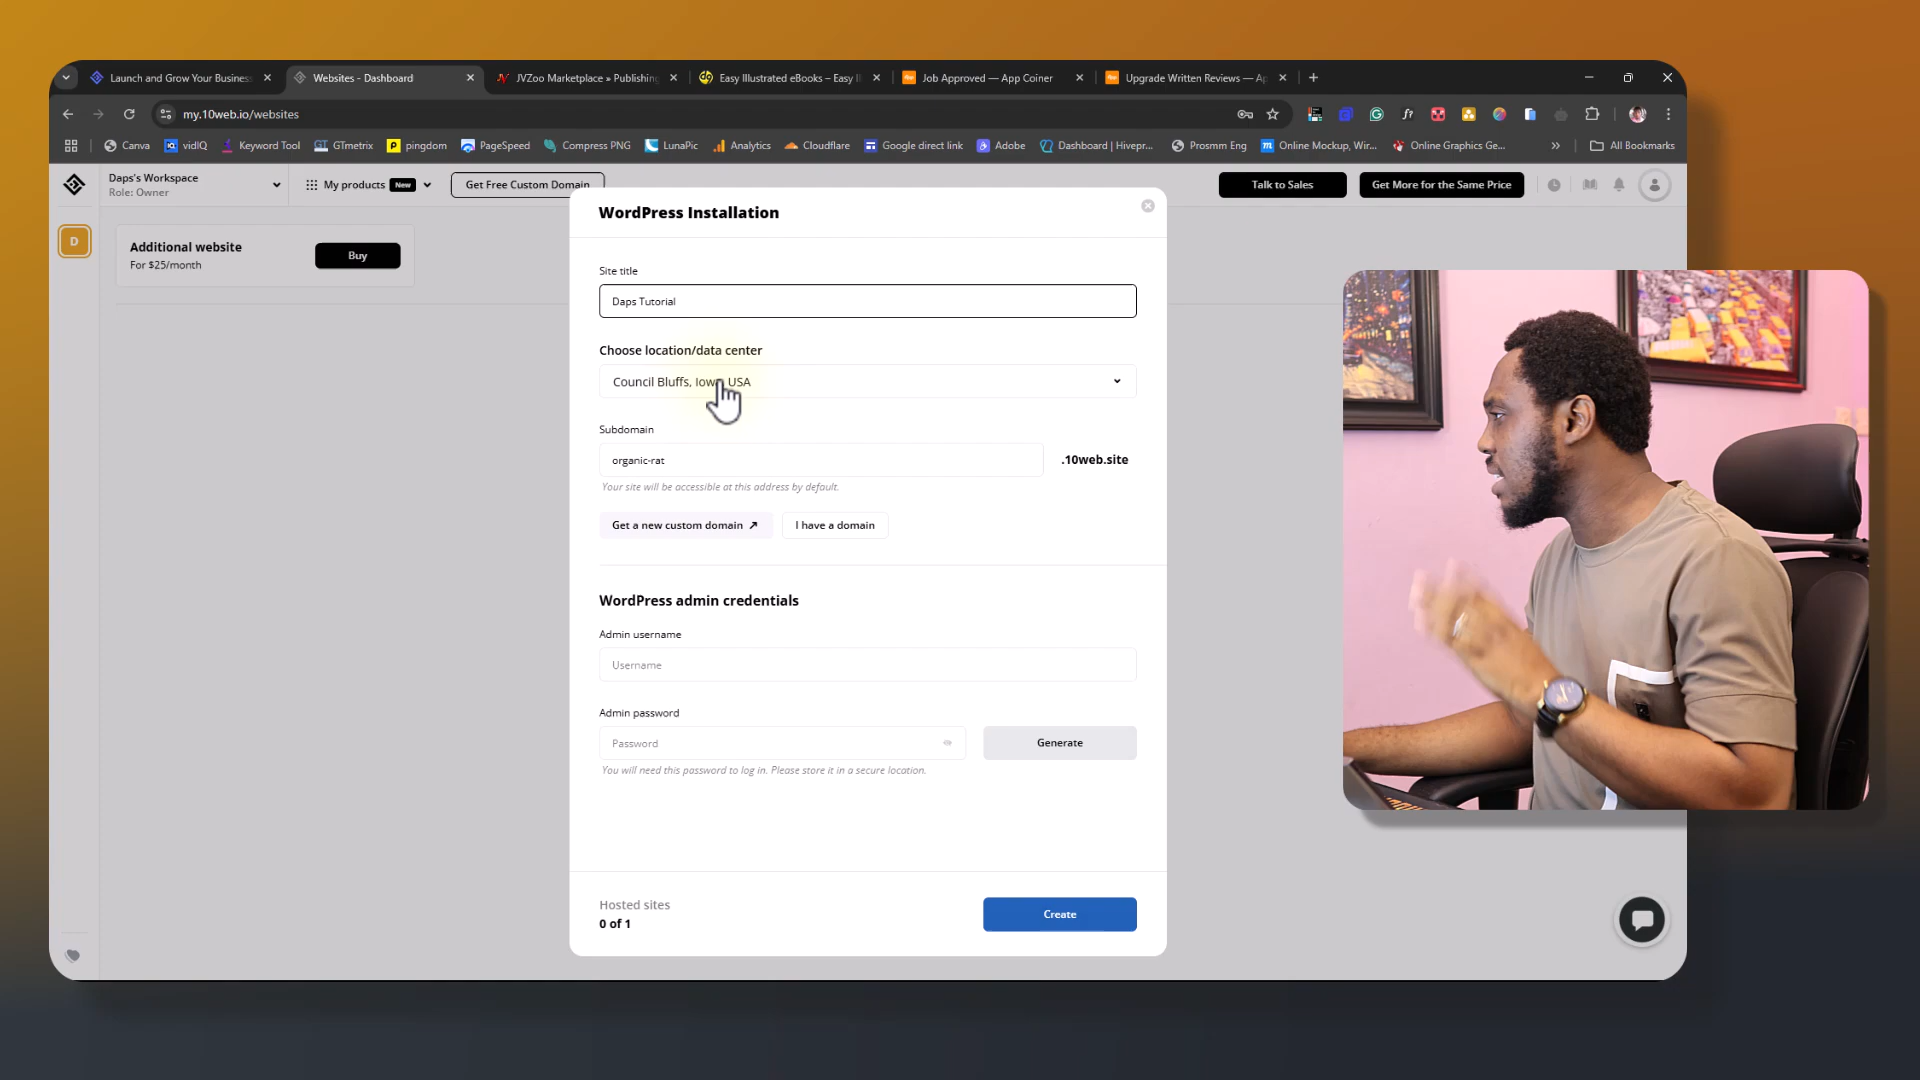 Launch and Grow Your Business
Websites - Dashboard
JVZoo Marketplace » Publishing
Easy Illustrated eBooks – Easy
Job Approved — App Coiner
Upgrade Written Reviews —
my.10web.io/websites
Canva
vidIQ
Keyword Tool
GTmetrix
pingdom
PageSpeed
Compress PNG
LunaPic
Analytics
Cloudflare
Google direct link
Adobe
Dashboard | Hivepr...
Prosmm Eng
Online Mockup, Wir...
Online Graphics Ge...
»
All Bookmarks
Daps's Workspace
Role: Owner
My products New
Get Free Custom Domain
Talk to Sales
Get More for the Same Price
D
Additional website
For $25/month
Buy
WordPress Installation
Site title
Daps Tutorial
Choose location/data center
Council Bluffs, Iowa, USA
Subdomain
organic-rat
.10web.site
Your site will be accessible at this address by default.
Get a new custom domain
I have a domain
WordPress admin credentials
Admin username
Username
Admin password
Password
Generate
You will need this password to log in. Please store it in a secure location.
Hosted sites
0 of 1
Create